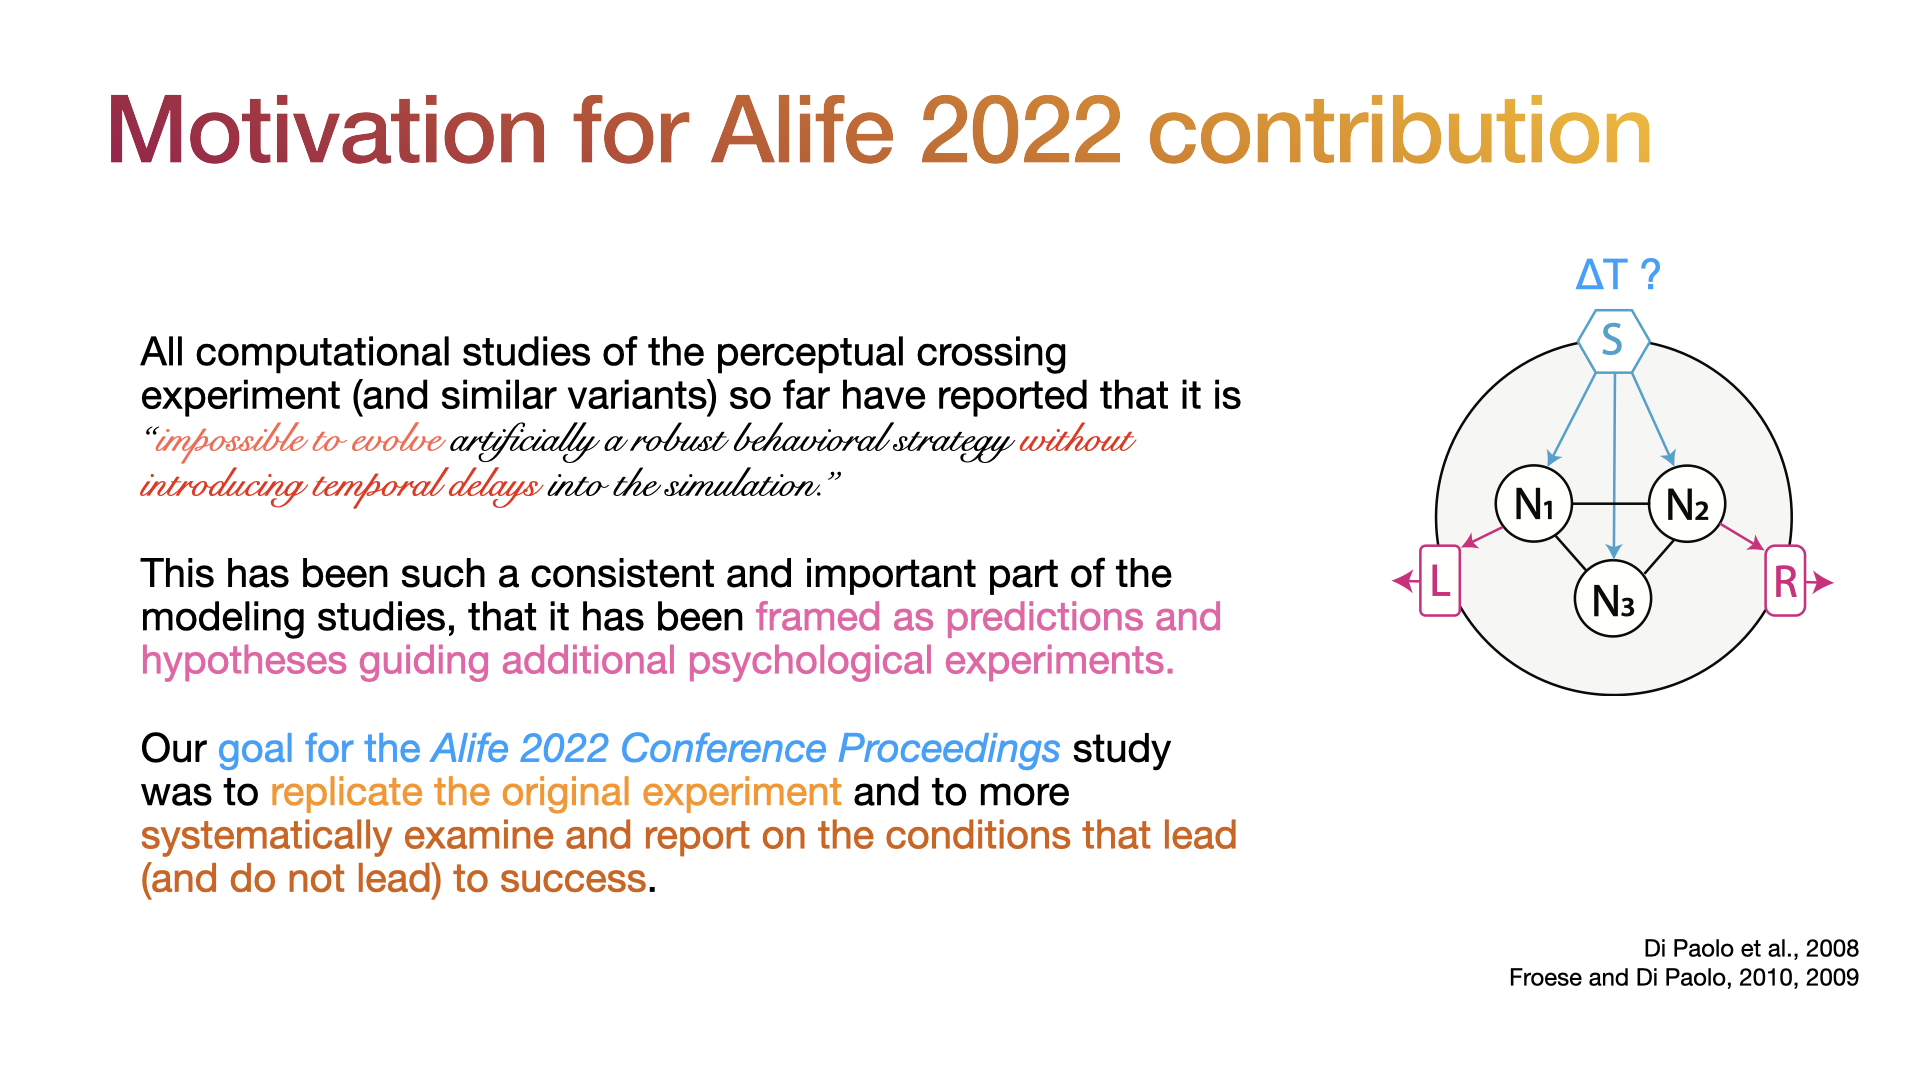 Motivation for Alife 2022 contribution
All computational studies of the perceptual crossing
experiment (and similar variants) so far have reported that it is
“impossible to evolve artificially a robust behavioral strategy without
introducing temporal delays into the simulation.”
This has been such a consistent and important part of the
modeling studies, that it has been framed as predictions and
hypotheses guiding additional psychological experiments.
Our goal for the Alife 2022 Conference Proceedings study
was to replicate the original experiment and to more
systematically examine and report on the conditions that lead
(and do not lead) to success.
ΔT ?
S
N1
N2
L
N3
R
Di Paolo et al., 2008
Froese and Di Paolo, 2010, 2009